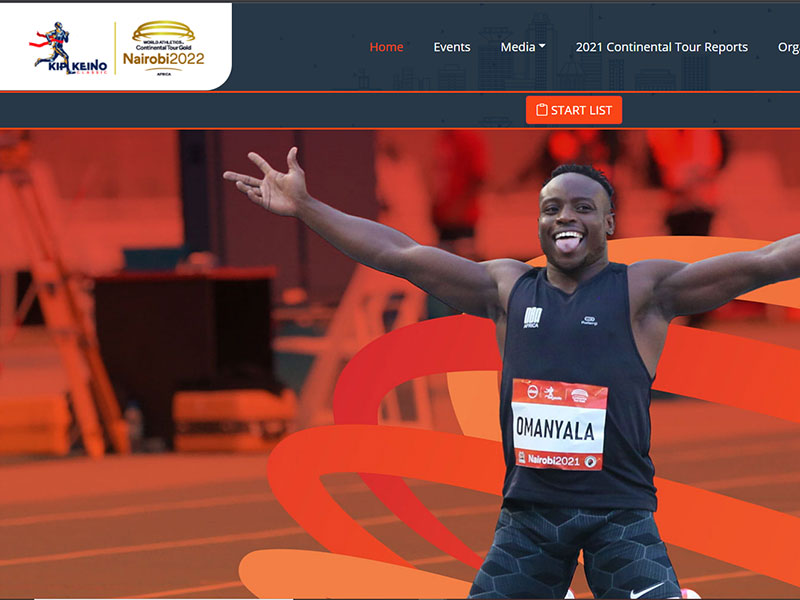 KIP KEINO
CLASSIC
WORLD ATHLETICS
Continental Tour Gold
Nairobi2022
AFRICA
Home
Events
Media
2021 Continental Tour Reports
Orga
START LIST
AFRICA
OMANYALA
Nairobi2021